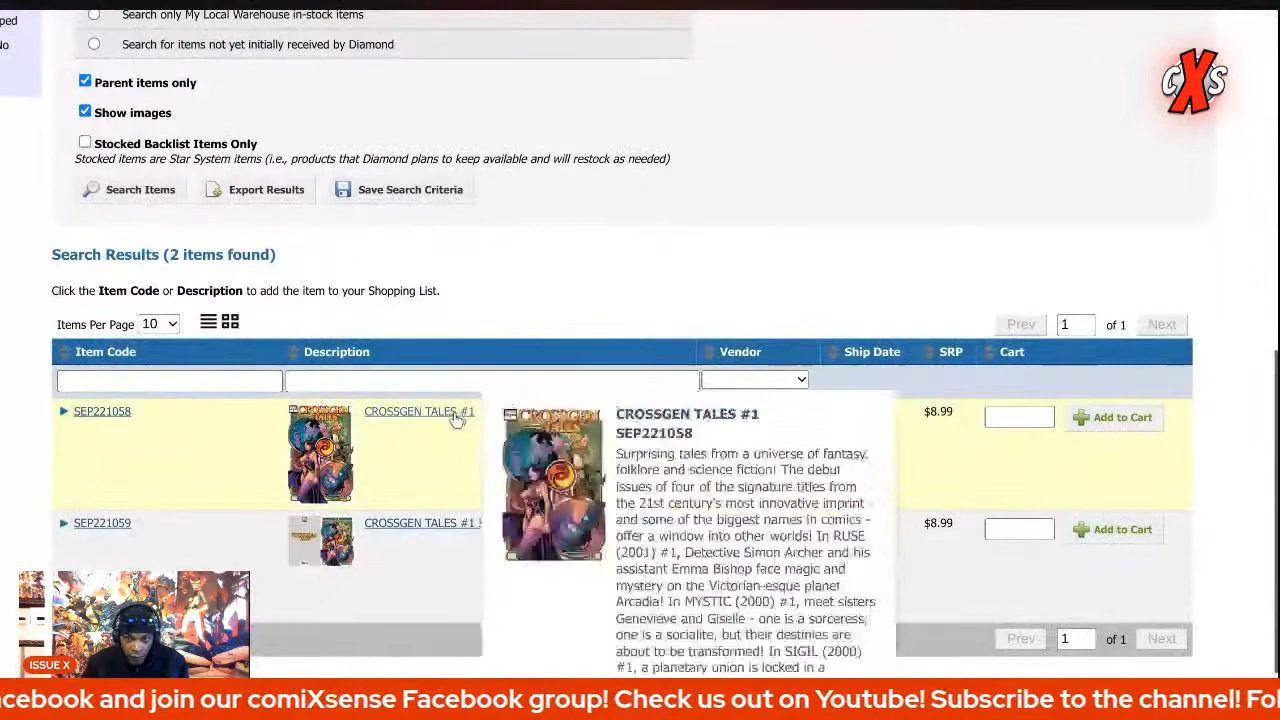 ped
Search only My Local Warehouse in-stock items
No
Search for items not yet initially received by Diamond
cXs
Parent items only
Show images
Stocked Backlist Items Only
Stocked items are Star System items (i.e., products that Diamond plans to keep available and will restock as needed)
Search Items Export Results Save Search Criteria
Search Results (2 items found)
Click the Item Code or Description to add the item to your Shopping List.
Items Per Page 10 Prev 1 of 1 Next
Item Code Description Vendor Ship Date SRP Cart
SEP221058 CROSSGEN TALES #1 $8.99 Add to Cart
CROSSGEN TALES
CROSSGEN TALES #1
SEP221058
Surprising tales from a universe of fantasy,
folklore and science fiction! The debut
issues of four of the signature titles from
the 21st century's most innovative imprint -
and some of the biggest names in comics -
offer a window into other worlds! In RUSE
(2001) #1, Detective Simon Archer and his
assistant Emma Bishop face magic and
mystery on the Victorian-esque planet
Arcadia! In MYSTIC (2000) #1, meet sisters
Genevieve and Giselle - one is a sorceress,
one is a socialite, but their destinies are
about to be transformed! In SIGIL (2000)
#1, a planetary union is locked in a
SEP221059 CROSSGEN TALES #1 $8.99 Add to Cart
Prev 1 of 1 Next
ISSUE X
acebook and join our comiXsense Facebook group! Check us out on Youtube! Subscribe to the channel! Fol